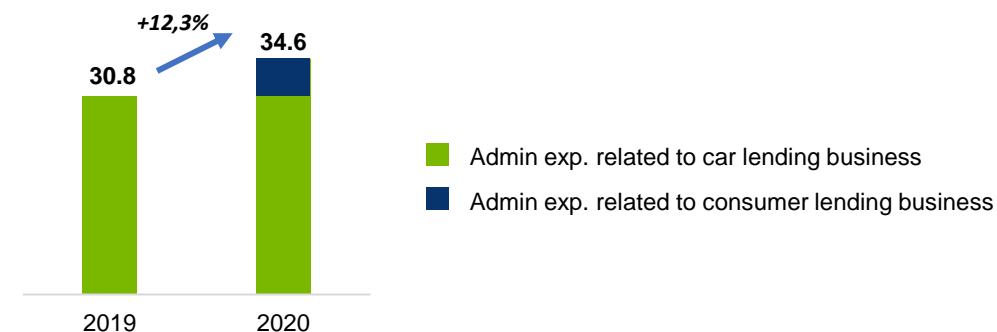 +12,3%
34.6
30.8
Admin exp. related to car lending business
Admin exp. related to consumer lending business
2019
2020